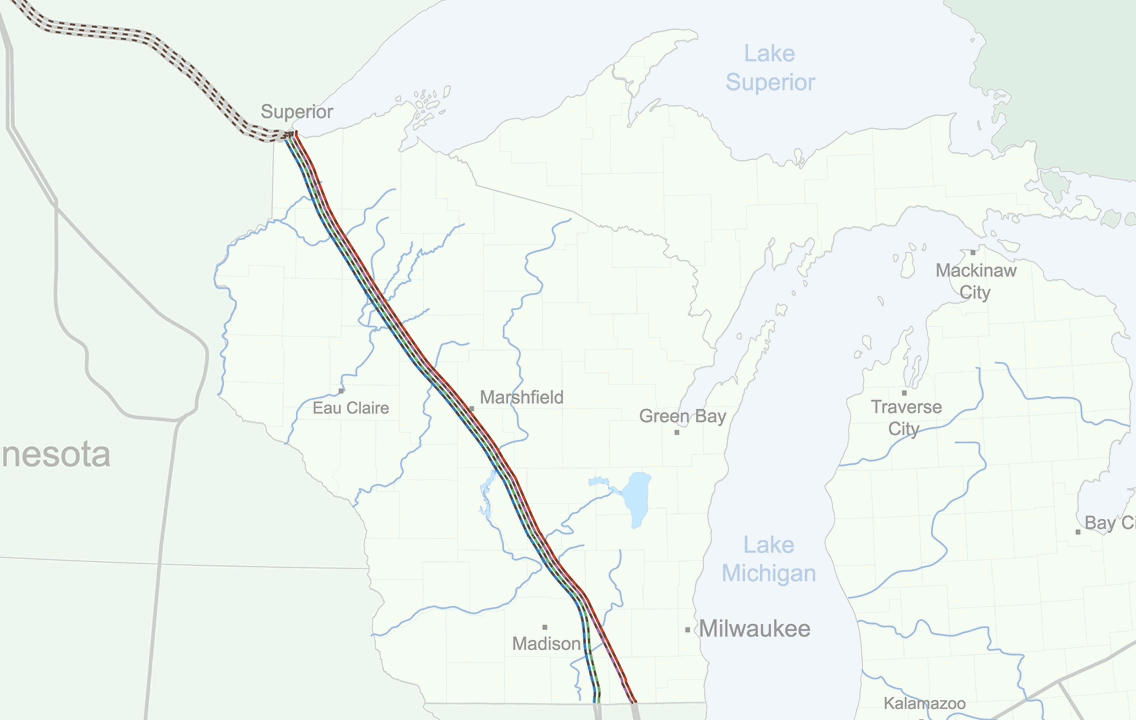 Lake
Superior
Superior
Mackinaw
City
Marshfield
Eau Claire
Green Bay
Traverse
City
nesota
Bay Ci
Lake
Michigan
Madison
Milwaukee
Kalamazoo